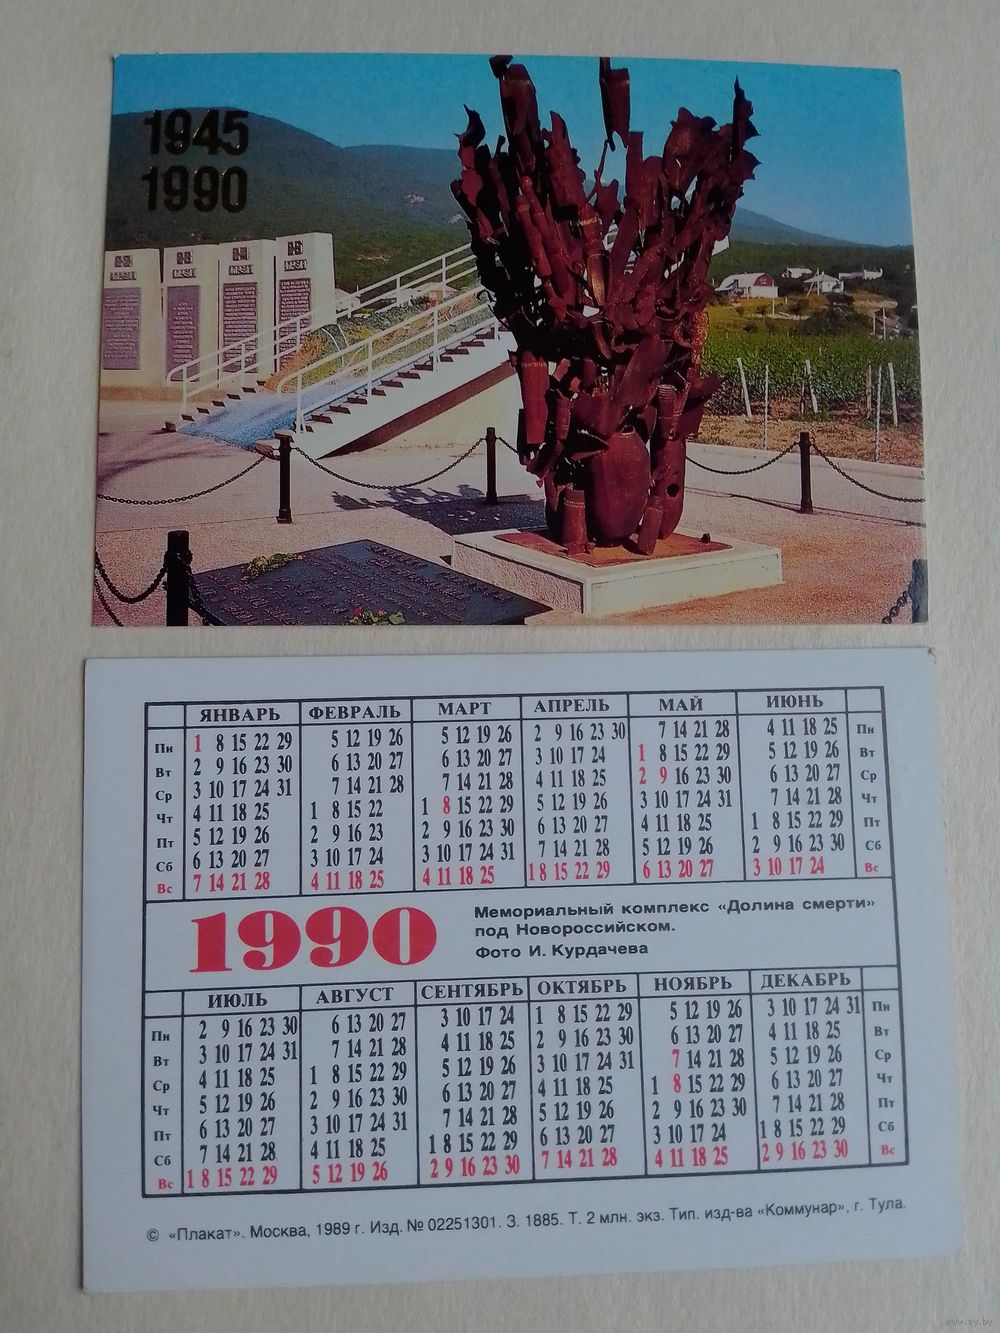 1945
1990
ЯНВАРЬ ФЕВРАЛЬ МАРТ АПРЕЛЬ МАЙ ИЮНЬ
Пн 1 8 15 22 29 5 12 19 26 5 12 19 26 2 9 16 23 30 7 14 21 28 4 11 18 25 Пн
Вт 2 9 16 23 30 6 13 20 27 6 13 20 27 3 10 17 24 1 8 15 22 29 5 12 19 26 Вт
Ср 3 10 17 24 31 7 14 21 28 7 14 21 28 4 11 18 25 2 9 16 23 30 6 13 20 27 Ср
Чт 4 11 18 25 1 8 15 22 1 8 15 22 29 5 12 19 26 3 10 17 24 31 7 14 21 28 Чт
Пт 5 12 19 26 2 9 16 23 2 9 16 23 30 6 13 20 27 4 11 18 25 1 8 15 22 29 Пт
Сб 6 13 20 27 3 10 17 24 3 10 17 24 31 7 14 21 28 5 12 19 26 2 9 16 23 30 Сб
Вс 7 14 21 28 4 11 18 25 4 11 18 25 1 8 15 22 29 6 13 20 27 3 10 17 24 Вс
1990
Мемориальный комплекс «Долина смерти»
под Новороссийском.
Фото И. Курдачева
ИЮЛЬ АВГУСТ СЕНТЯБРЬ ОКТЯБРЬ НОЯБРЬ ДЕКАБРЬ
Пн 2 9 16 23 30 6 13 20 27 3 10 17 24 1 8 15 22 29 5 12 19 26 3 10 17 24 31 Пн
Вт 3 10 17 24 31 7 14 21 28 4 11 18 25 2 9 16 23 30 6 13 20 27 4 11 18 25 Вт
Ср 4 11 18 25 1 8 15 22 29 5 12 19 26 3 10 17 24 31 7 14 21 28 5 12 19 26 Ср
Чт 5 12 19 26 2 9 16 23 30 6 13 20 27 4 11 18 25 1 8 15 22 29 6 13 20 27 Чт
Пт 6 13 20 27 3 10 17 24 31 7 14 21 28 5 12 19 26 2 9 16 23 30 7 14 21 28 Пт
Сб 7 14 21 28 4 11 18 25 1 8 15 22 29 6 13 20 27 3 10 17 24 1 8 15 22 29 Сб
Вс 1 8 15 22 29 5 12 19 26 2 9 16 23 30 7 14 21 28 4 11 18 25 2 9 16 23 30 Вс
© «Плакат». Москва, 1989 г. Изд. № 02251301. З. 1885. Т. 2 млн. экз. Тип. изд-ва «Коммунар», г. Тула.
www.ay.by